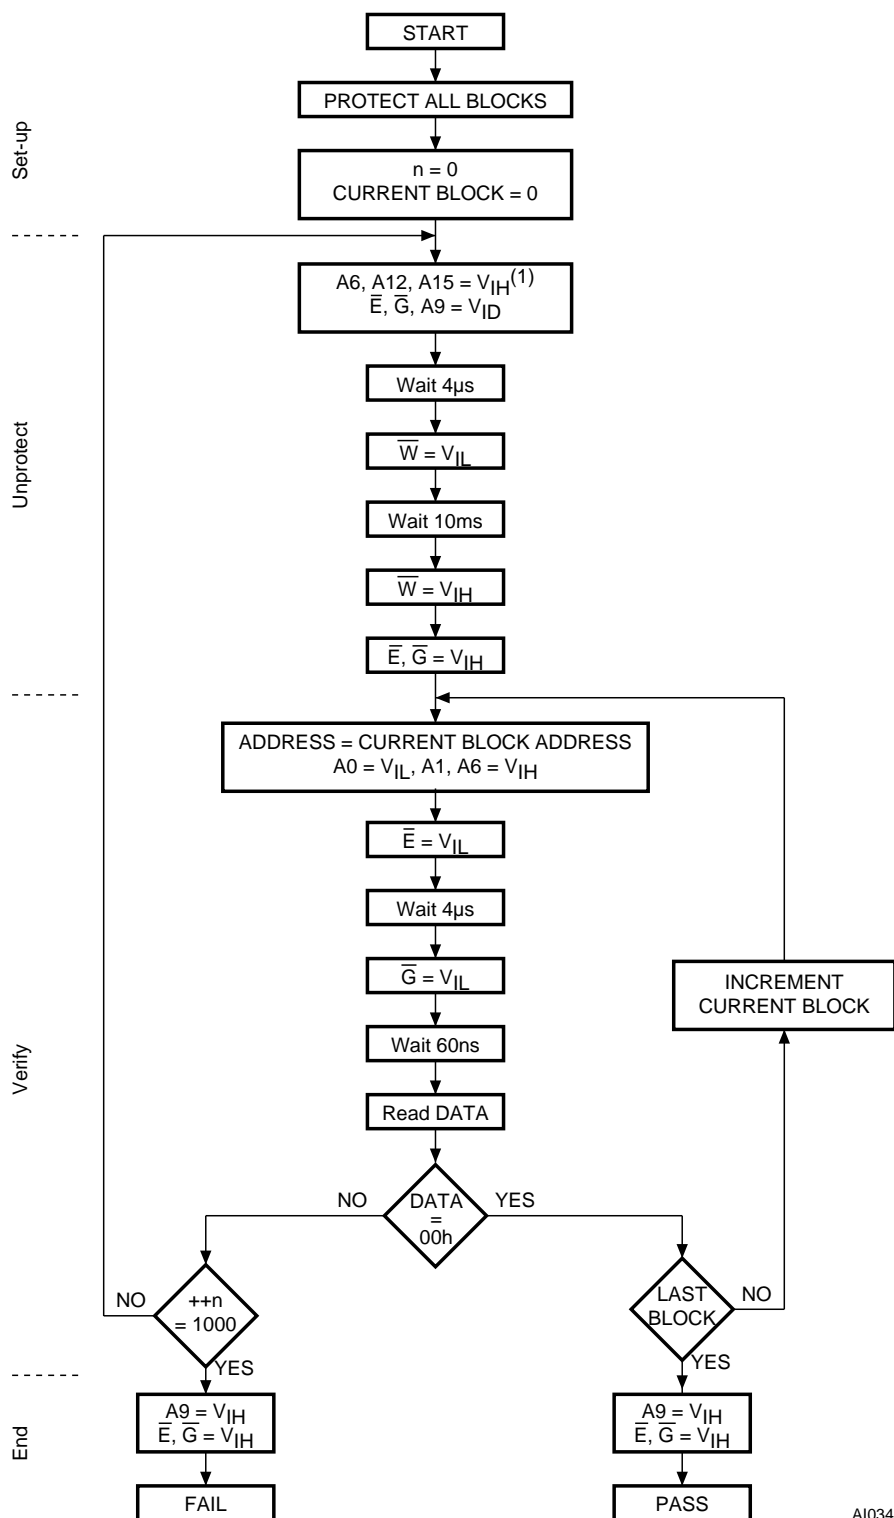 START
Set-up
PROTECT ALL BLOCKS
n = 0
CURRENT BLOCK = 0
Unprotect
A6, A12, A15 = VIH(1)
E̅, G̅, A9 = VID
Wait 4µs
W̅ = VIL
Wait 10ms
W̅ = VIH
E̅, G̅ = VIH
Verify
ADDRESS = CURRENT BLOCK ADDRESS
A0 = VIL, A1, A6 = VIH
E̅ = VIL
Wait 4µs
G̅ = VIL
INCREMENT
CURRENT BLOCK
Wait 60ns
Read DATA
NO
DATA
=
00h
YES
NO
++n
= 1000
YES
LAST
BLOCK
NO
YES
End
A9 = VIH
E̅, G̅ = VIH
A9 = VIH
E̅, G̅ = VIH
FAIL
PASS
AI034